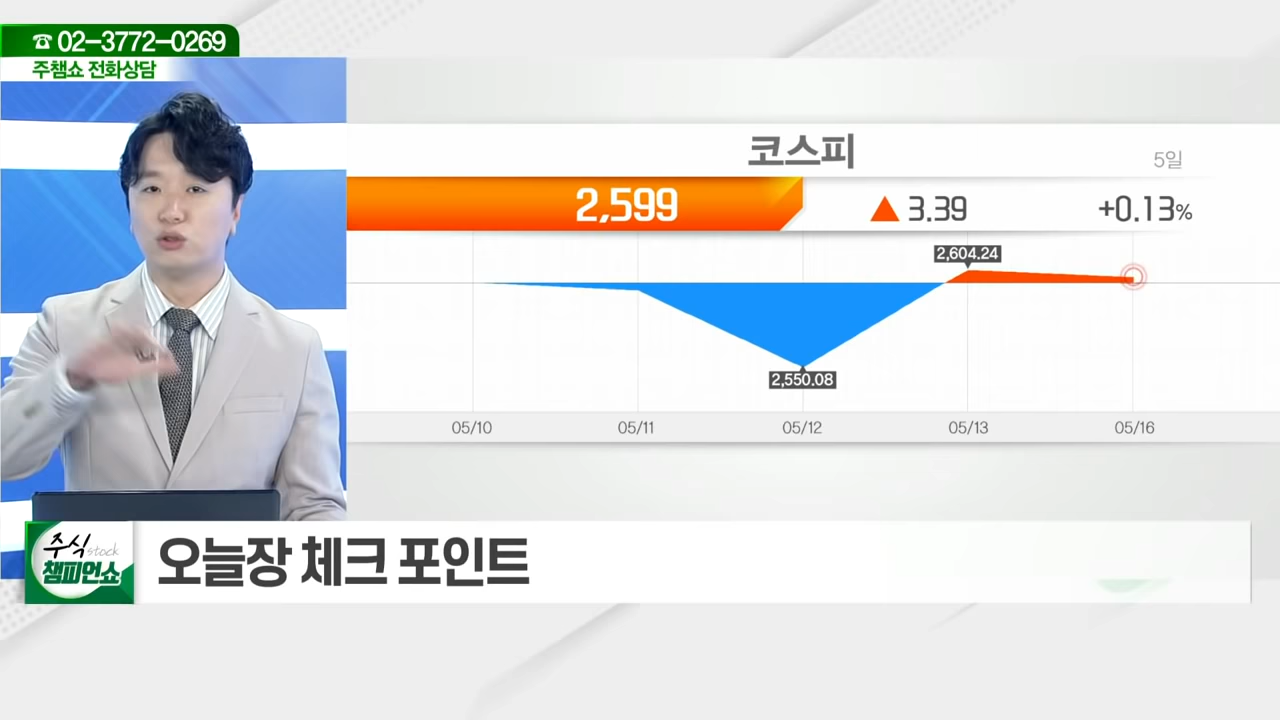 ☎ 02-3772-0269
주챔쇼 전화상담
코스피
5일
2,599
▲ 3.39
+0.13%
2,604.24
2,550.08
05/10
05/11
05/12
05/13
05/16
주식 stock
챔피언쇼
오늘장 체크 포인트